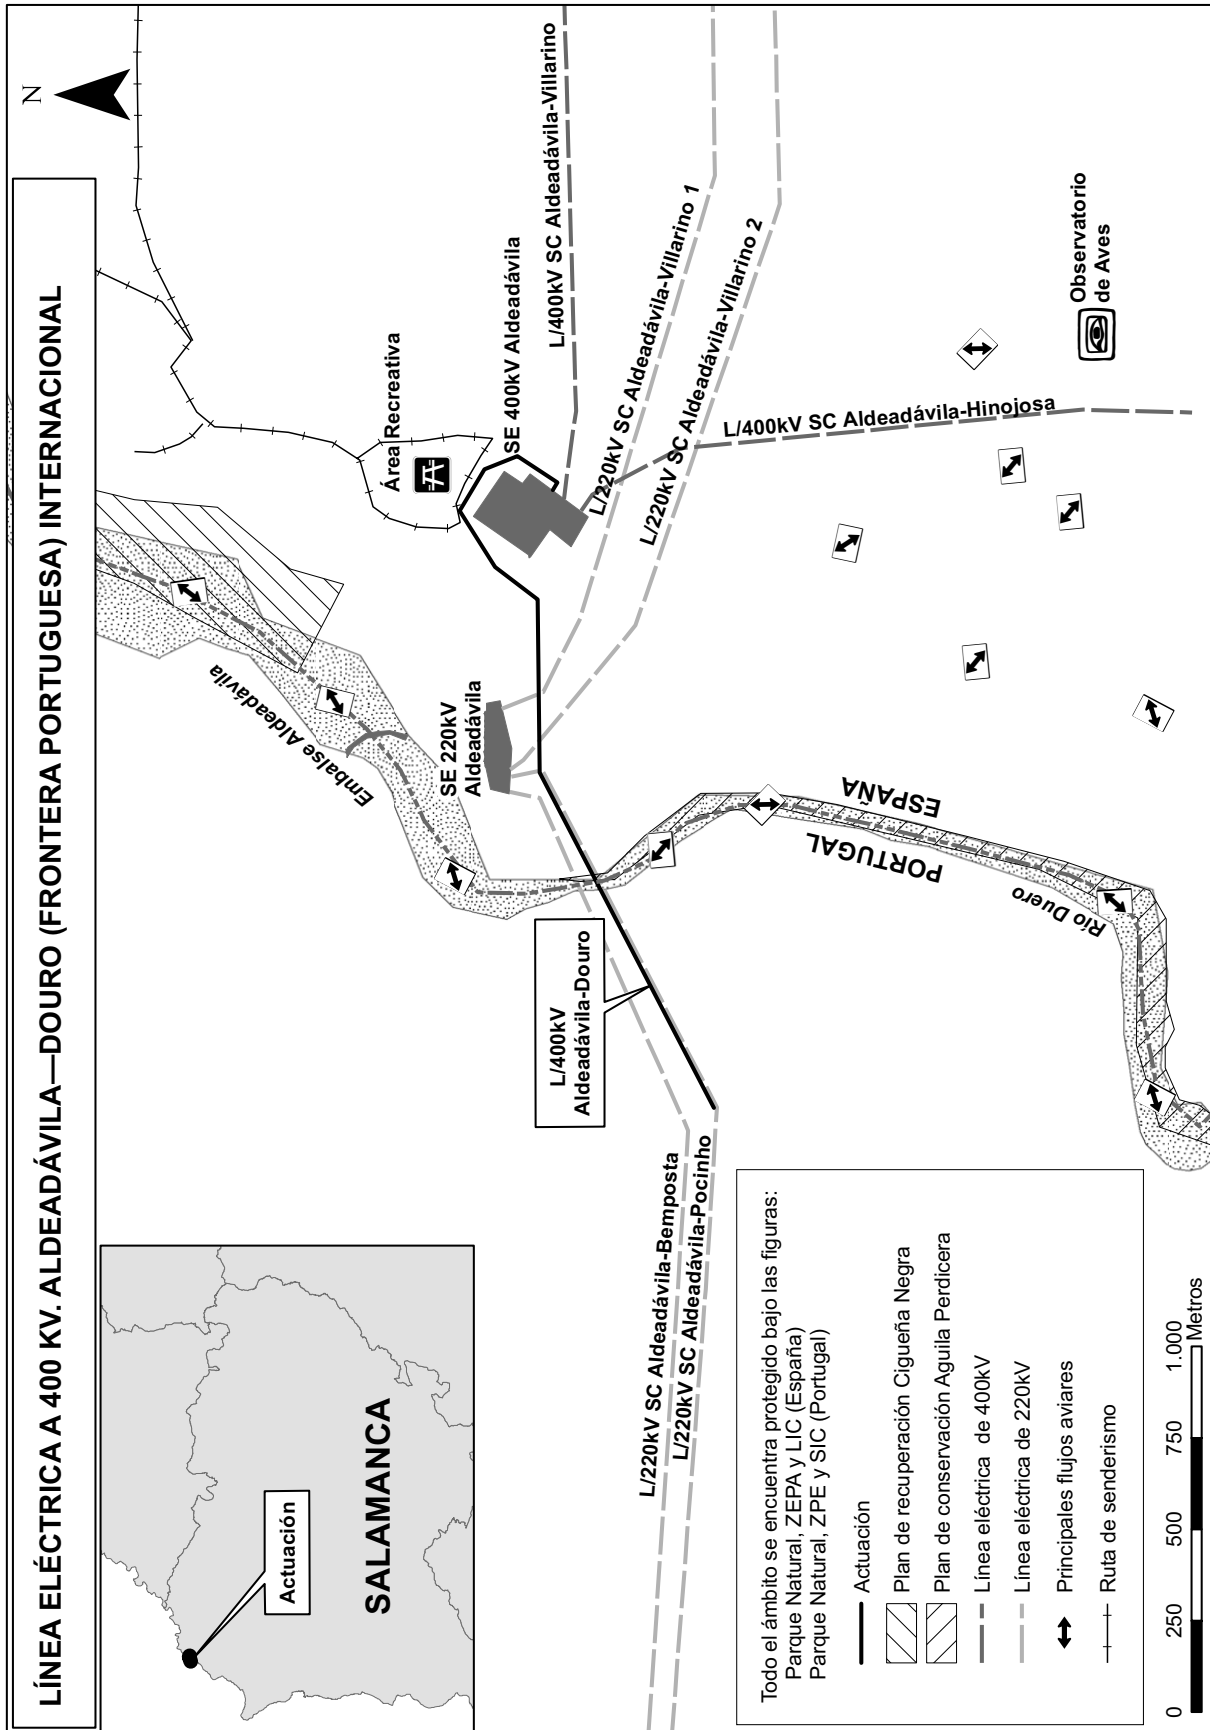 LÍNEA ELÉCTRICA A 400 KV. ALDEADÁVILA—DOURO (FRONTERA PORTUGUESA) INTERNACIONAL
N
SALAMANCA
Actuación
Embalse Aldeadávila
Área Recreativa
SE 400kV Aldeadávila
L/400kV SC Aldeadávila-Villarino
SE 220kV
Aldeadávila
L/220kV SC Aldeadávila-Villarino 1
L/220kV SC Aldeadávila-Villarino 2
L/400kV SC Aldeadávila-Hinojosa
Observatorio
de Aves
L/400kV
Aldeadávila-Douro
L/220kV SC Aldeadávila-Bemposta
L/220kV SC Aldeadávila-Pocinho
ESPAÑA
PORTUGAL
Río Duero
Todo el ámbito se encuentra protegido bajo las figuras:
Parque Natural, ZEPA y LIC (España)
Parque Natural, ZPE y SIC (Portugal)
Actuación
Plan de recuperación Cigueña Negra
Plan de conservación Aguila Perdicera
Línea eléctrica de 400kV
Línea eléctrica de 220kV
Principales flujos aviares
Ruta de senderismo
0 250 500 750 1.000
Metros